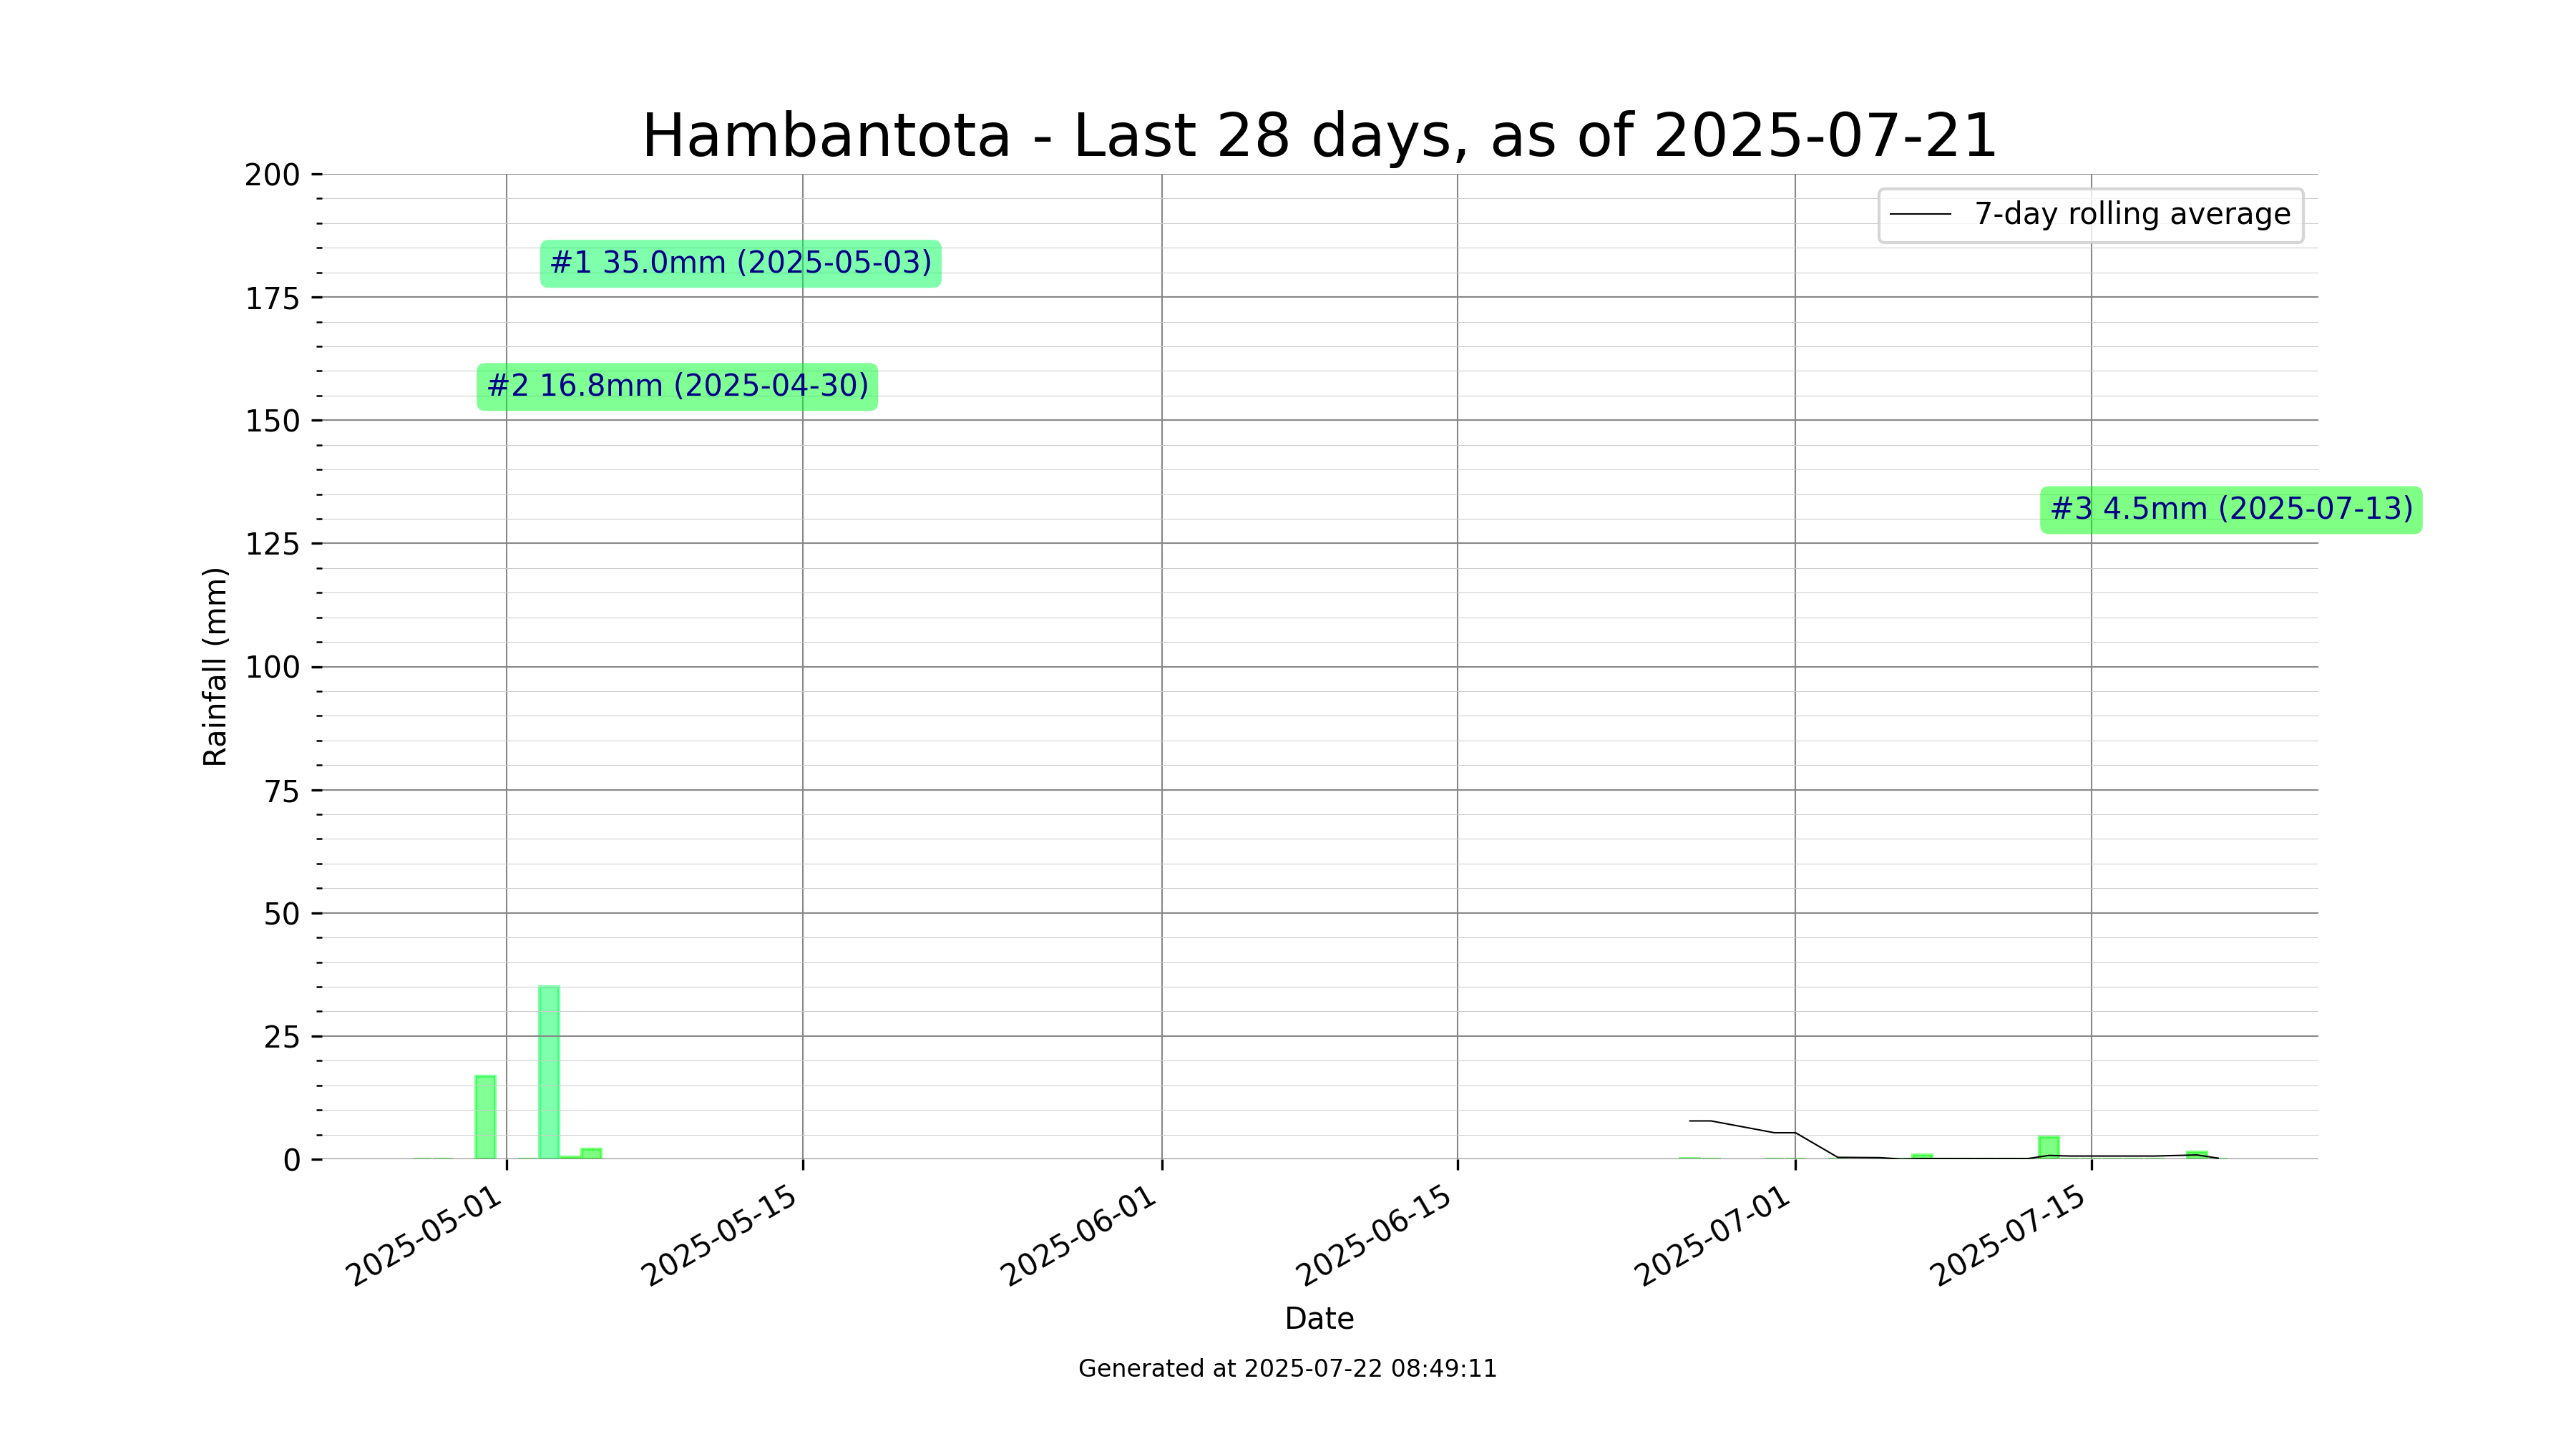 Hambantota - Last 28 days, as of 2025-07-21
7-day rolling average
#1 35.0mm (2025-05-03)
#2 16.8mm (2025-04-30)
#3 4.5mm (2025-07-13)
Rainfall (mm)
200
175
150
125
100
75
50
25
0
2025-05-01
2025-05-15
2025-06-01
2025-06-15
2025-07-01
2025-07-15
Date
Generated at 2025-07-22 08:49:11